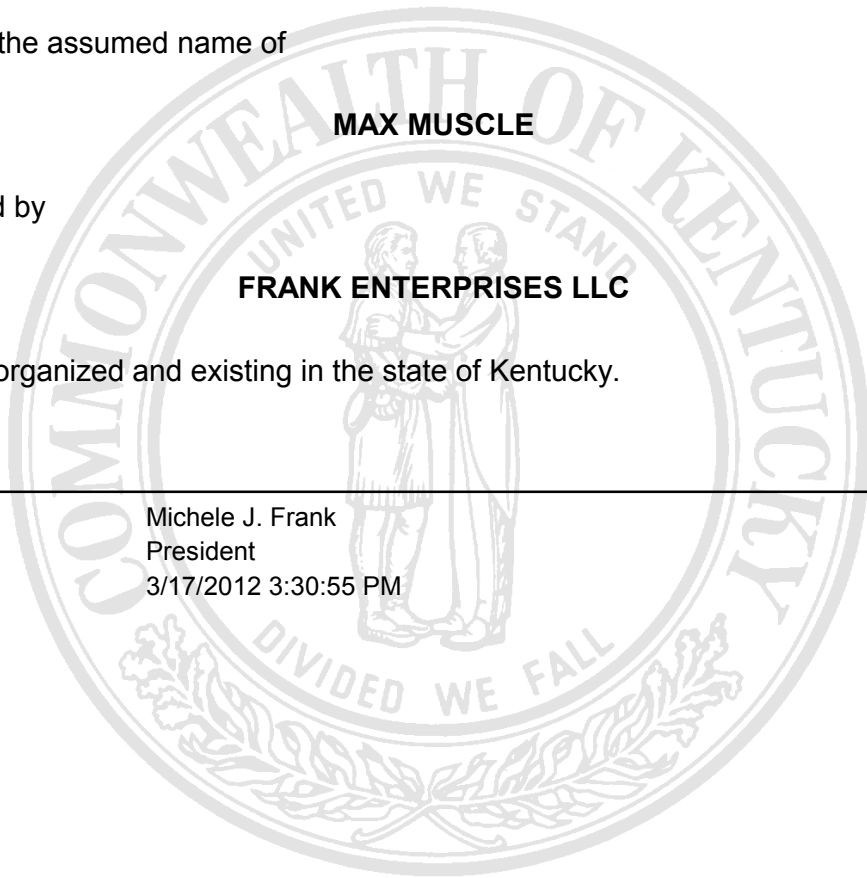 the assumed name of
MAX MUSCLE
d by
FRANK ENTERPRISES LLC
organized and existing in the state of Kentucky.
Michele J. Frank
President
3/17/2012 3:30:55 PM
COMMONWEALTH OF KENTUCKY
UNITED WE STAND
DIVIDED WE FALL